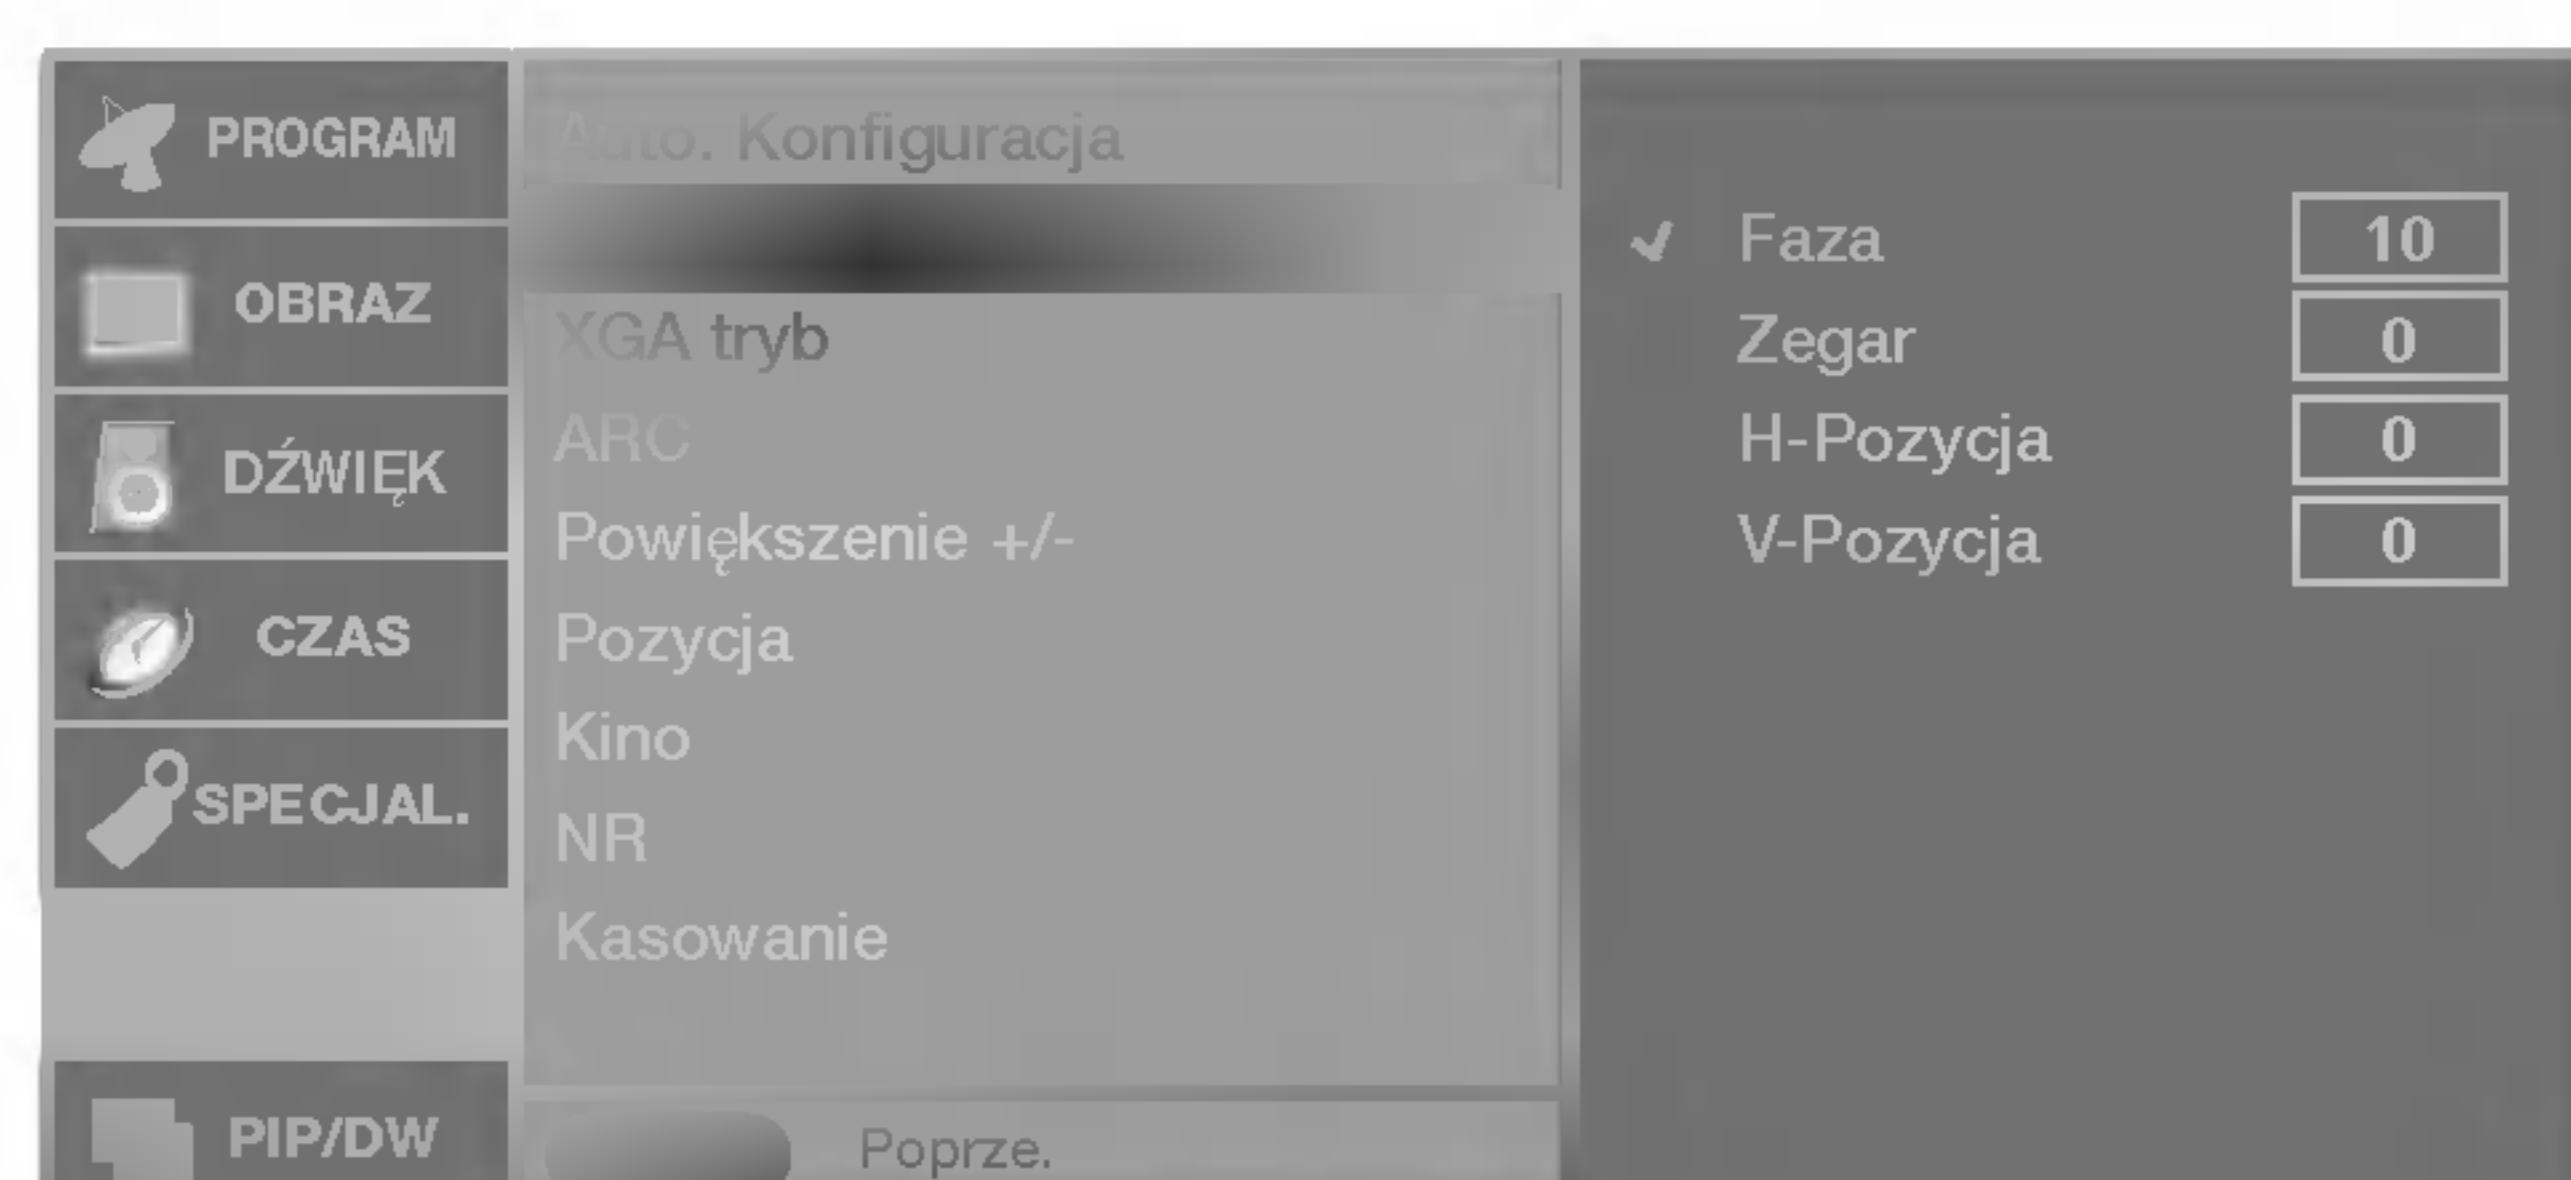 PROGRAM
OBRAZ
DŹWIĘK
CZAS
SPECJAL.
PIP/DW
Auto. Konfiguracja
XGA tryb
ARC
Powiększenie +/-
Pozycja
Kino
NR
Kasowanie
Poprze.
Faza 10
Zegar 0
H-Pozycja 0
V-Pozycja 0